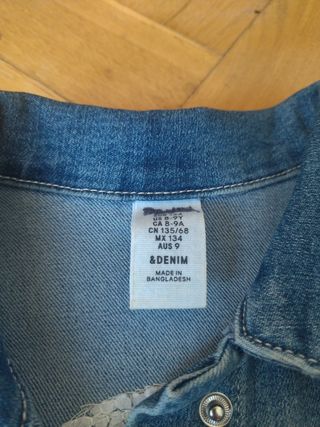 US 8-9Y
CA 8-9A
CN 135/68
MX 134
AUS 9
&DENIM
MADE IN
BANGLADESH